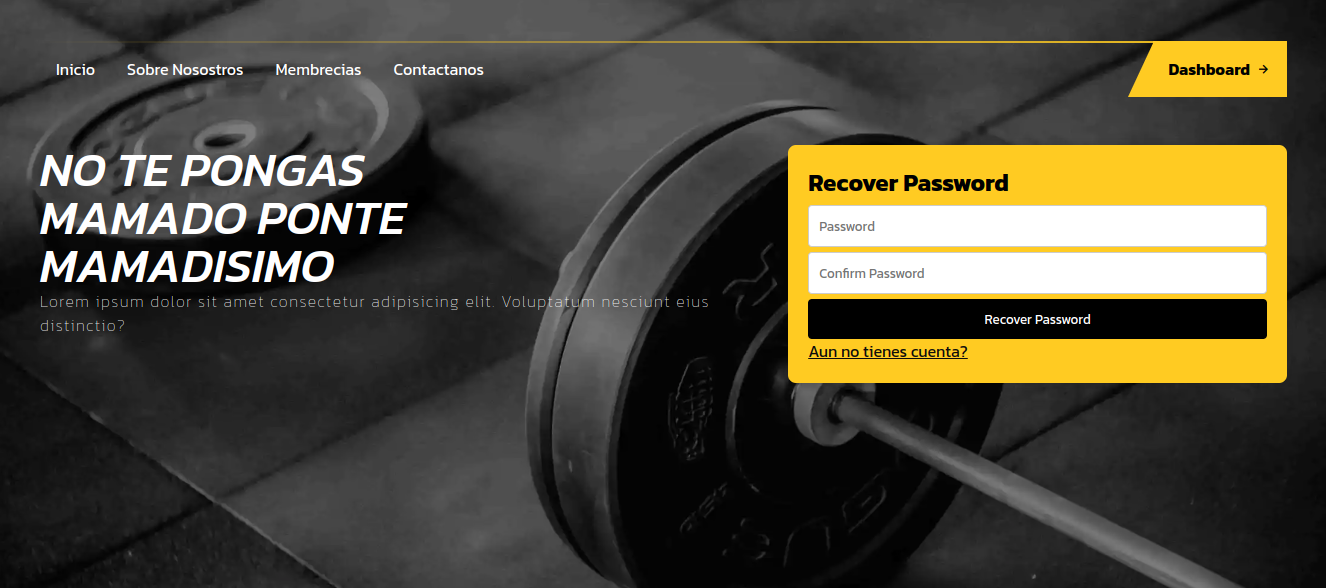 Inicio Sobre Nosostros Membrecias Contactanos Dashboard →
NO TE PONGAS
MAMADO PONTE
MAMADISIMO
Lorem ipsum dolor sit amet consectetur adipisicing elit. Voluptatum nesciunt eius
distinctio?
Recover Password
Password
Confirm Password
Recover Password
Aun no tienes cuenta?